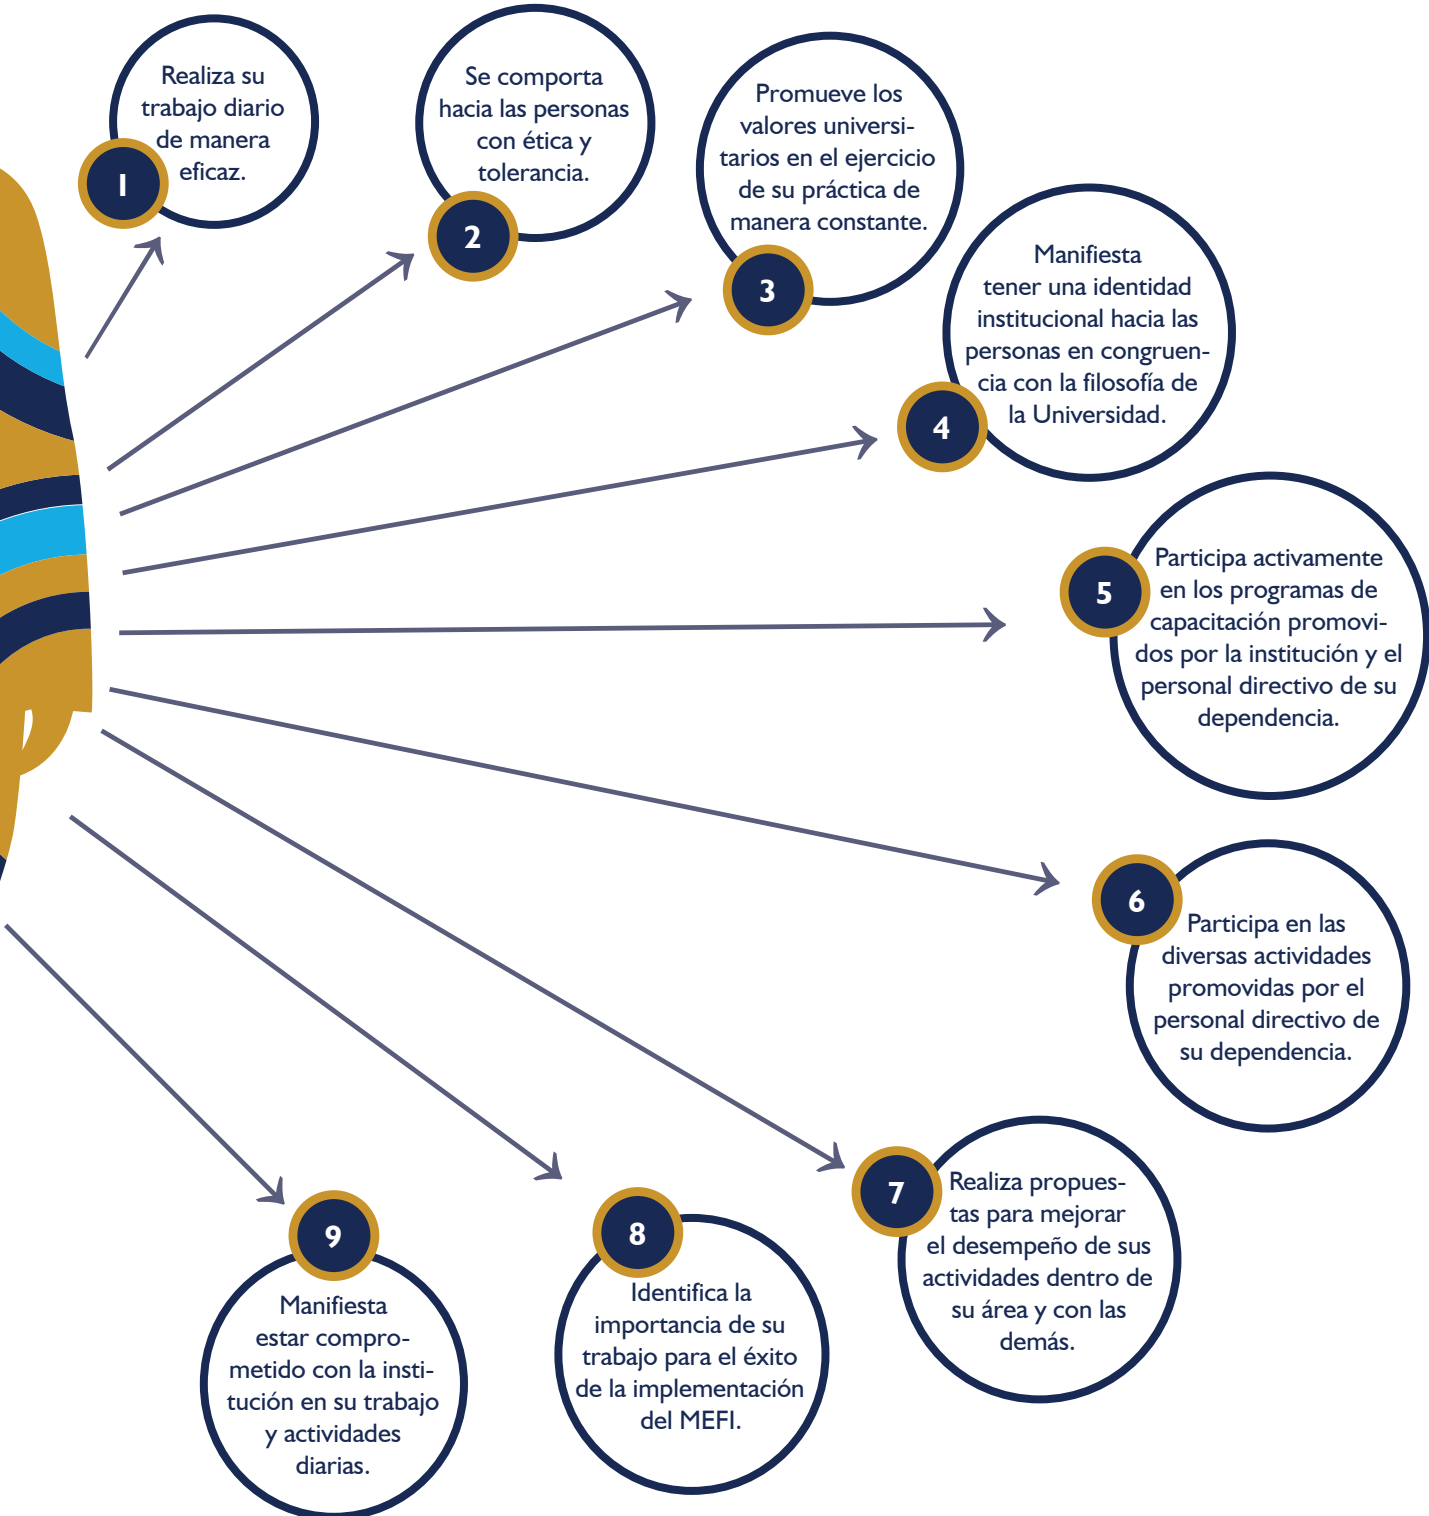 Realiza su
trabajo diario
de manera
eficaz.
1
Se comporta
hacia las personas
con ética y
tolerancia.
2
Promueve los
valores universi-
tarios en el ejercicio
de su práctica de
manera constante.
3
Manifiesta
tener una identidad
institucional hacia las
personas en congruen-
cia con la filosofía de
la Universidad.
4
Participa activamente
en los programas de
capacitación promovi-
dos por la institución y el
personal directivo de su
dependencia.
5
Participa en las
diversas actividades
promovidas por el
personal directivo de
su dependencia.
6
Realiza propues-
tas para mejorar
el desempeño de sus
actividades dentro de
su área y con las
demás.
7
Identifica la
importancia de su
trabajo para el éxito
de la implementación
del MEFI.
8
Manifiesta
estar compro-
metido con la insti-
tución en su trabajo
y actividades
diarias.
9